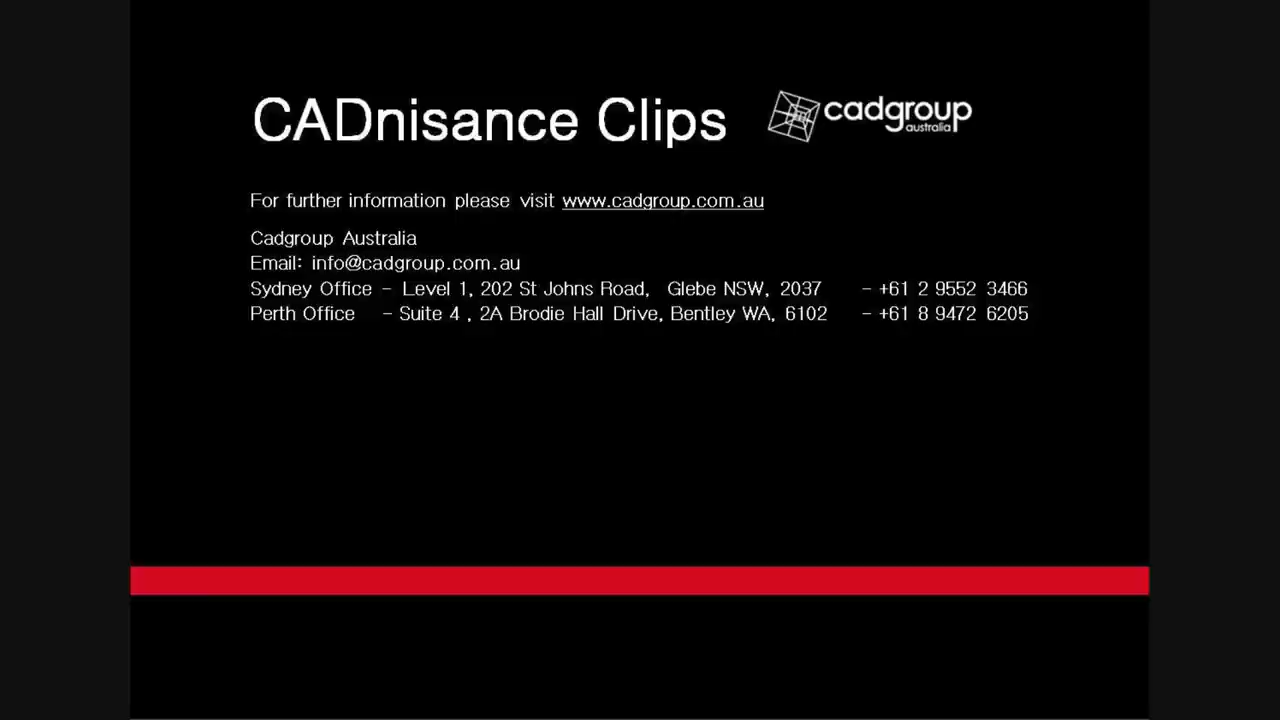 CADnisance Clips
cadgroup
australia
For further information please visit www.cadgroup.com.au
Cadgroup Australia
Email: info@cadgroup.com.au
Sydney Office - Level 1, 202 St Johns Road, Glebe NSW, 2037 - +61 2 9552 3466
Perth Office - Suite 4 , 2A Brodie Hall Drive, Bentley WA, 6102 - +61 8 9472 6205